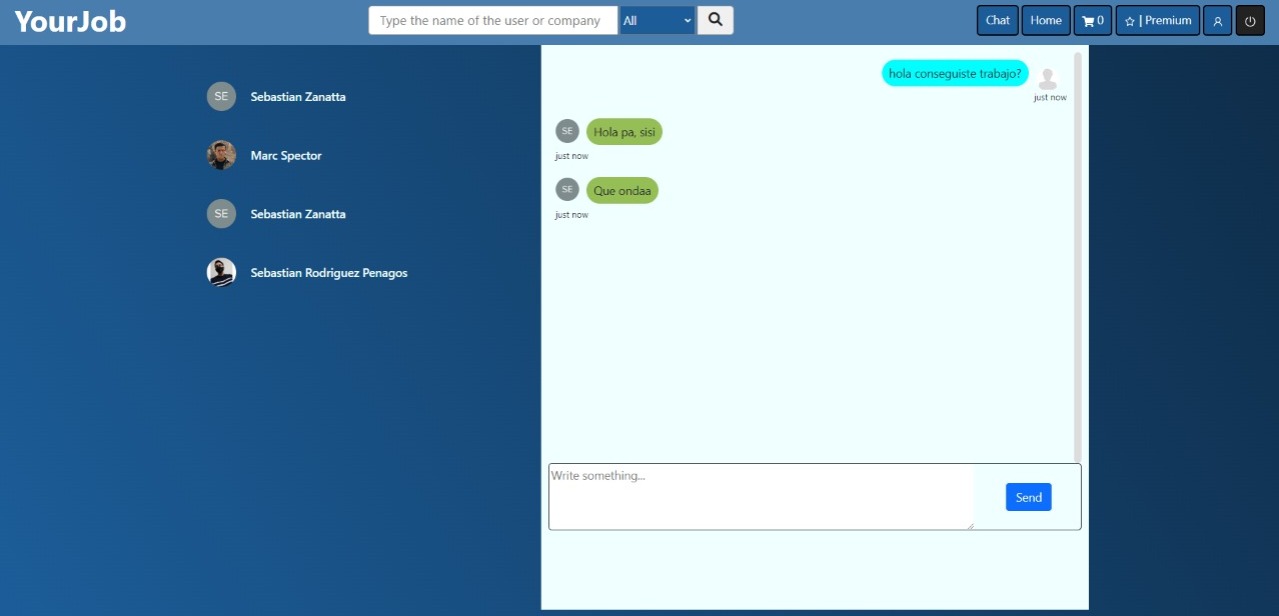 YourJob
Type the name of the user or company
All
Chat
Home
0
| Premium
SE Sebastian Zanatta
Marc Spector
SE Sebastian Zanatta
Sebastian Rodriguez Penagos
hola conseguiste trabajo?
just now
SE Hola pa, sisi
just now
SE Que ondaa
just now
Write something...
Send